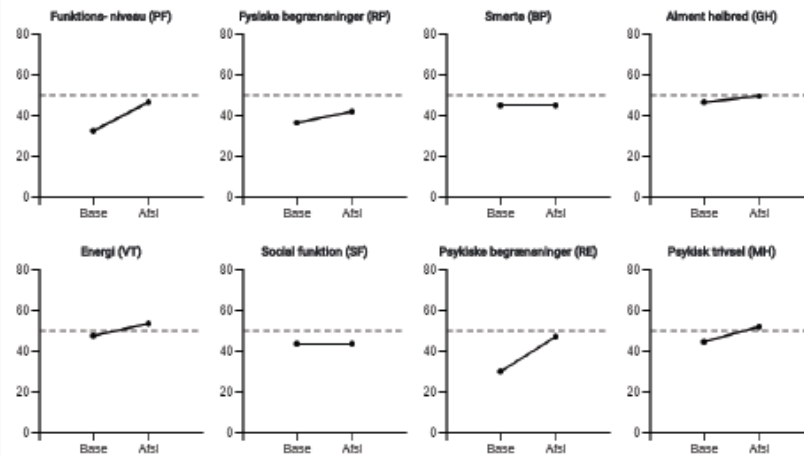 Funktions- niveau (PF)
80
60
40
20
0
Base Afsl
Fysiske begrænsninger (RP)
80
60
40
20
0
Base Afsl
Smerte (BP)
80
60
40
20
0
Base Afsl
Alment helbred (GH)
80
60
40
20
0
Base Afsl
Energi (VT)
80
60
40
20
0
Base Afsl
Social funktion (SF)
80
60
40
20
0
Base Afsl
Psykiske begrænsninger (RE)
80
60
40
20
0
Base Afsl
Psykisk trivsel (MH)
80
60
40
20
0
Base Afsl